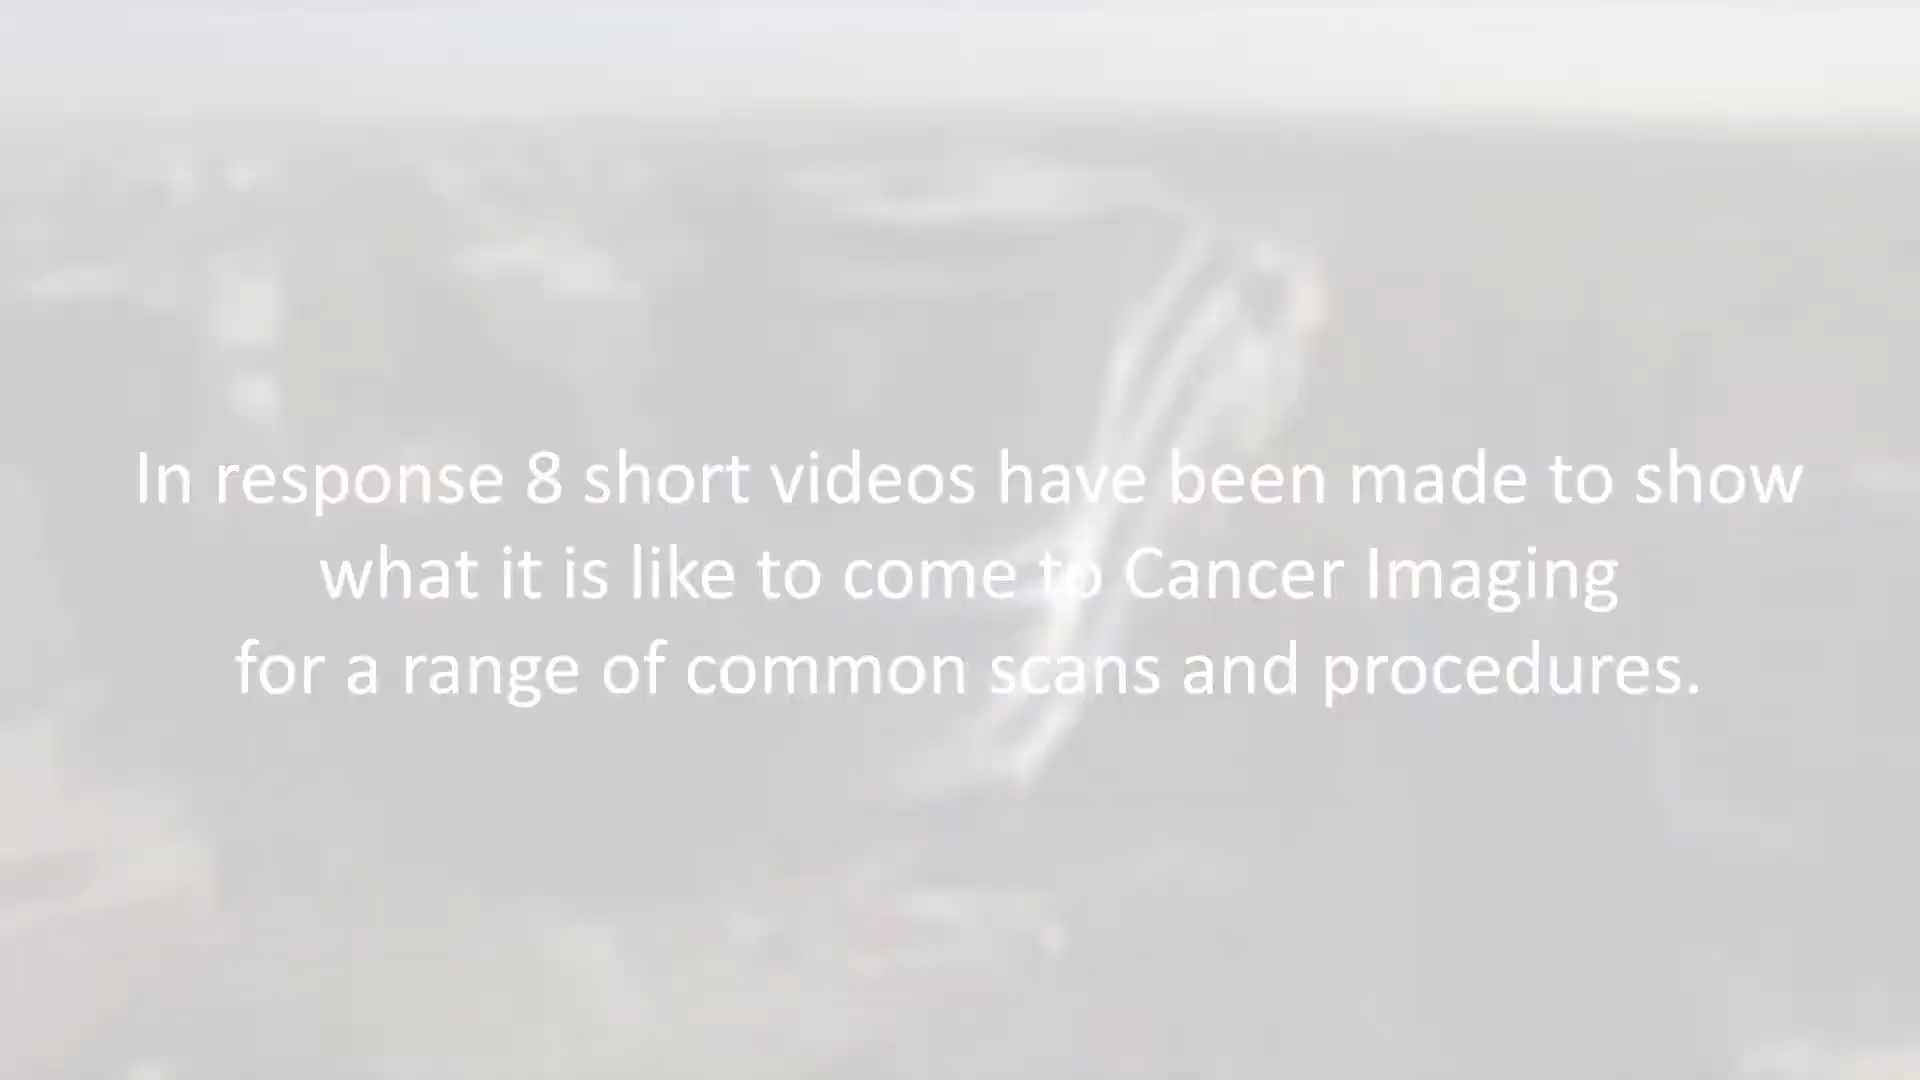 In response 8 short videos have been made to show
what it is like to come to Cancer Imaging
for a range of common scans and procedures.